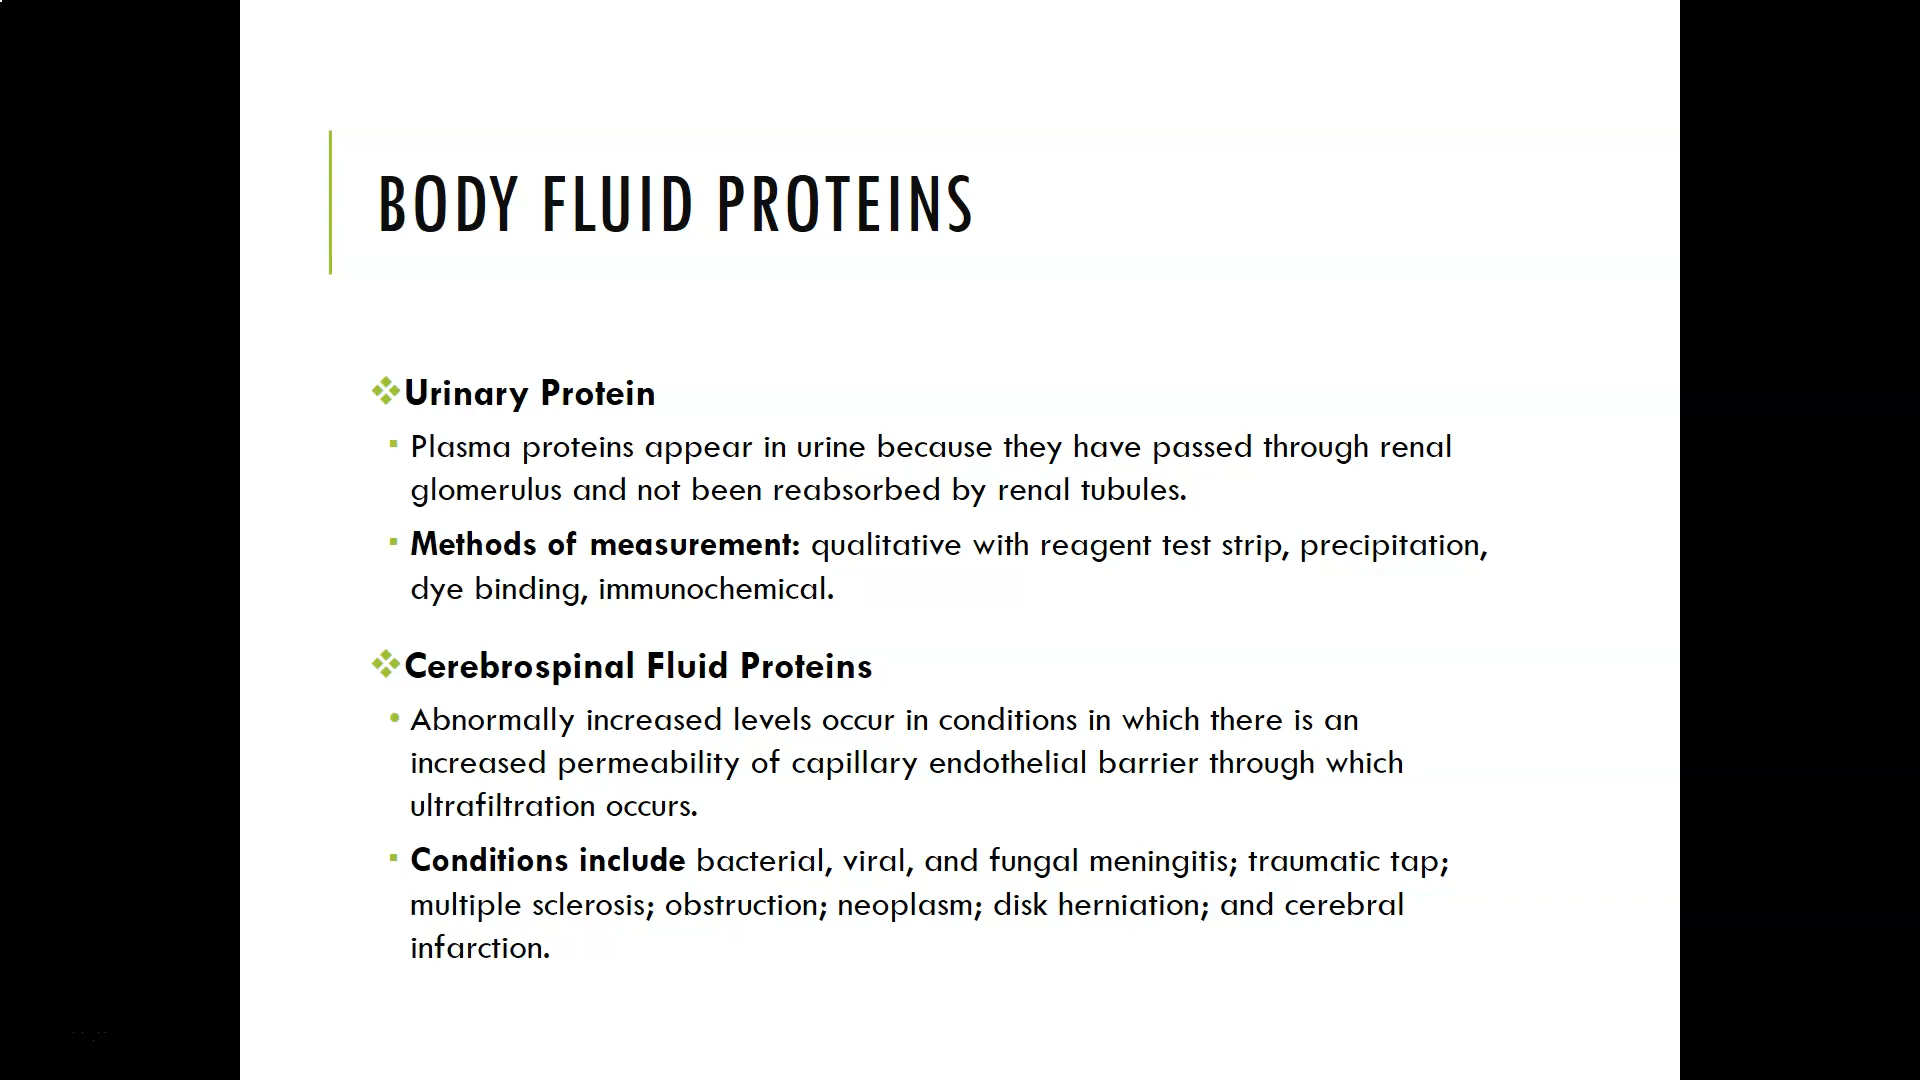 BODY FLUID PROTEINS
Urinary Protein
Plasma proteins appear in urine because they have passed through renal
glomerulus and not been reabsorbed by renal tubules.
Methods of measurement: qualitative with reagent test strip, precipitation,
dye binding, immunochemical.
Cerebrospinal Fluid Proteins
Abnormally increased levels occur in conditions in which there is an
increased permeability of capillary endothelial barrier through which
ultrafiltration occurs.
Conditions include bacterial, viral, and fungal meningitis; traumatic tap;
multiple sclerosis; obstruction; neoplasm; disk herniation; and cerebral
infarction.